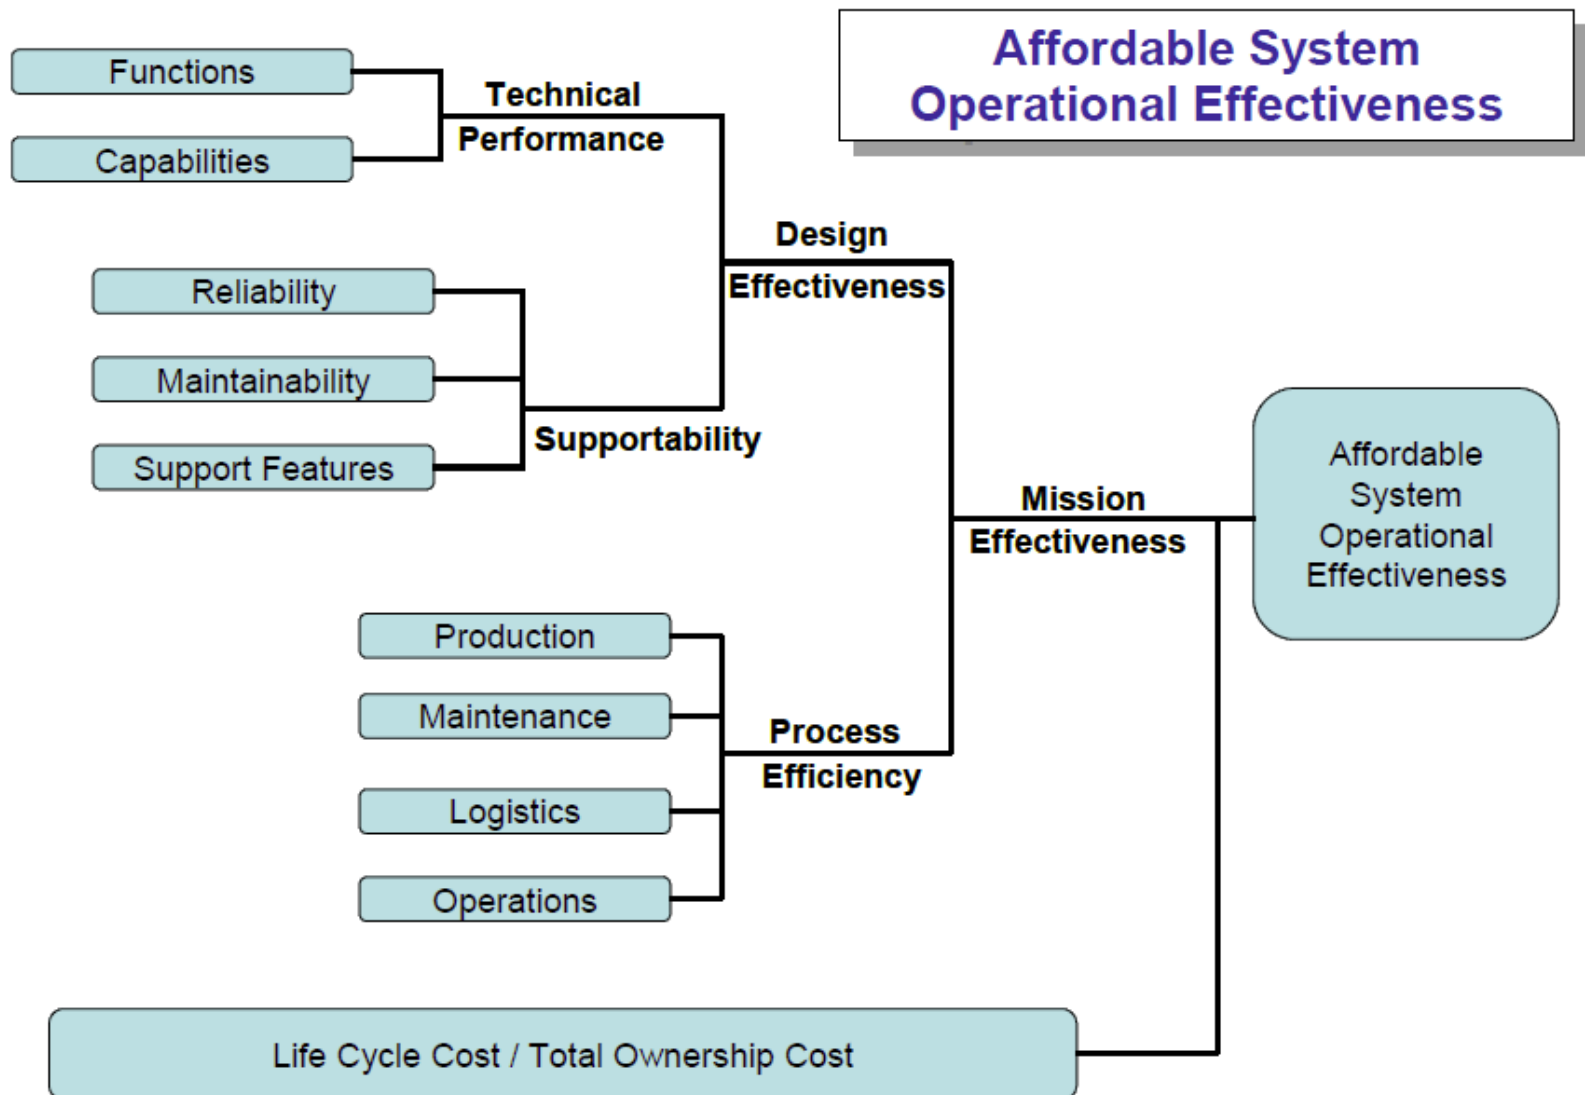 Affordable System
Operational Effectiveness
Functions
Capabilities
Technical
Performance
Design
Effectiveness
Reliability
Maintainability
Support Features
Supportability
Mission
Effectiveness
Affordable
System
Operational
Effectiveness
Production
Maintenance
Logistics
Operations
Process
Efficiency
Life Cycle Cost / Total Ownership Cost